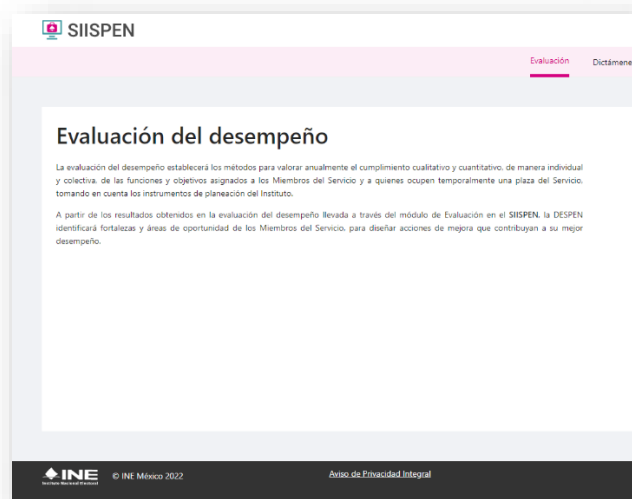 SIISPEN
Evaluación
Evaluación del desempeño
La evaluación del desempeño establecerá los métodos para valorar anualmente el cumplimiento cualitativo y cuantitativo, de manera individual
y colectiva, de las funciones y objetivos asignados a los Miembros del Servicio y a quienes ocupen temporalmente una plaza del Servicio,
tomando en cuenta los instrumentos de planeación del Instituto.
A partir de los resultados obtenidos en la evaluación del desempeño llevada a través del módulo de Evaluación en el SIISPEN, la DESPEN
identificará fortalezas y áreas de oportunidad de los Miembros del Servicio, para diseñar acciones de mejora que contribuyan a su mejor
desempeño.
INE
Instituto Nacional Electoral
© INE México 2022
Aviso de Privacidad Integral